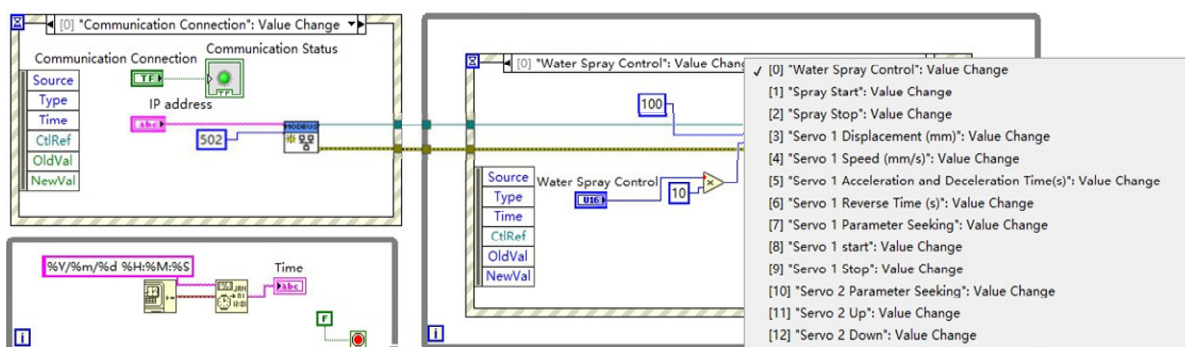 [0] "Communication Connection": Value Change
Communication Connection
Communication Status
TF
TF
Source
Type
Time
CtlRef
OldVal
NewVal
IP address
abc
502
MODBUS
%Y/%m/%d %H:%M:%S
Time
abc
JAN
F
i
[0] "Water Spray Control": Value Chang
100
Source
Type
Time
CtlRef
OldVal
NewVal
Water Spray Control
U16
10
x
i
✓ [0] "Water Spray Control": Value Change
[1] "Spray Start": Value Change
[2] "Spray Stop": Value Change
[3] "Servo 1 Displacement (mm)": Value Change
[4] "Servo 1 Speed (mm/s)": Value Change
[5] "Servo 1 Acceleration and Deceleration Time(s)": Value Change
[6] "Servo 1 Reverse Time (s)": Value Change
[7] "Servo 1 Parameter Seeking": Value Change
[8] "Servo 1 start": Value Change
[9] "Servo 1 Stop": Value Change
[10] "Servo 2 Parameter Seeking": Value Change
[11] "Servo 2 Up": Value Change
[12] "Servo 2 Down": Value Change